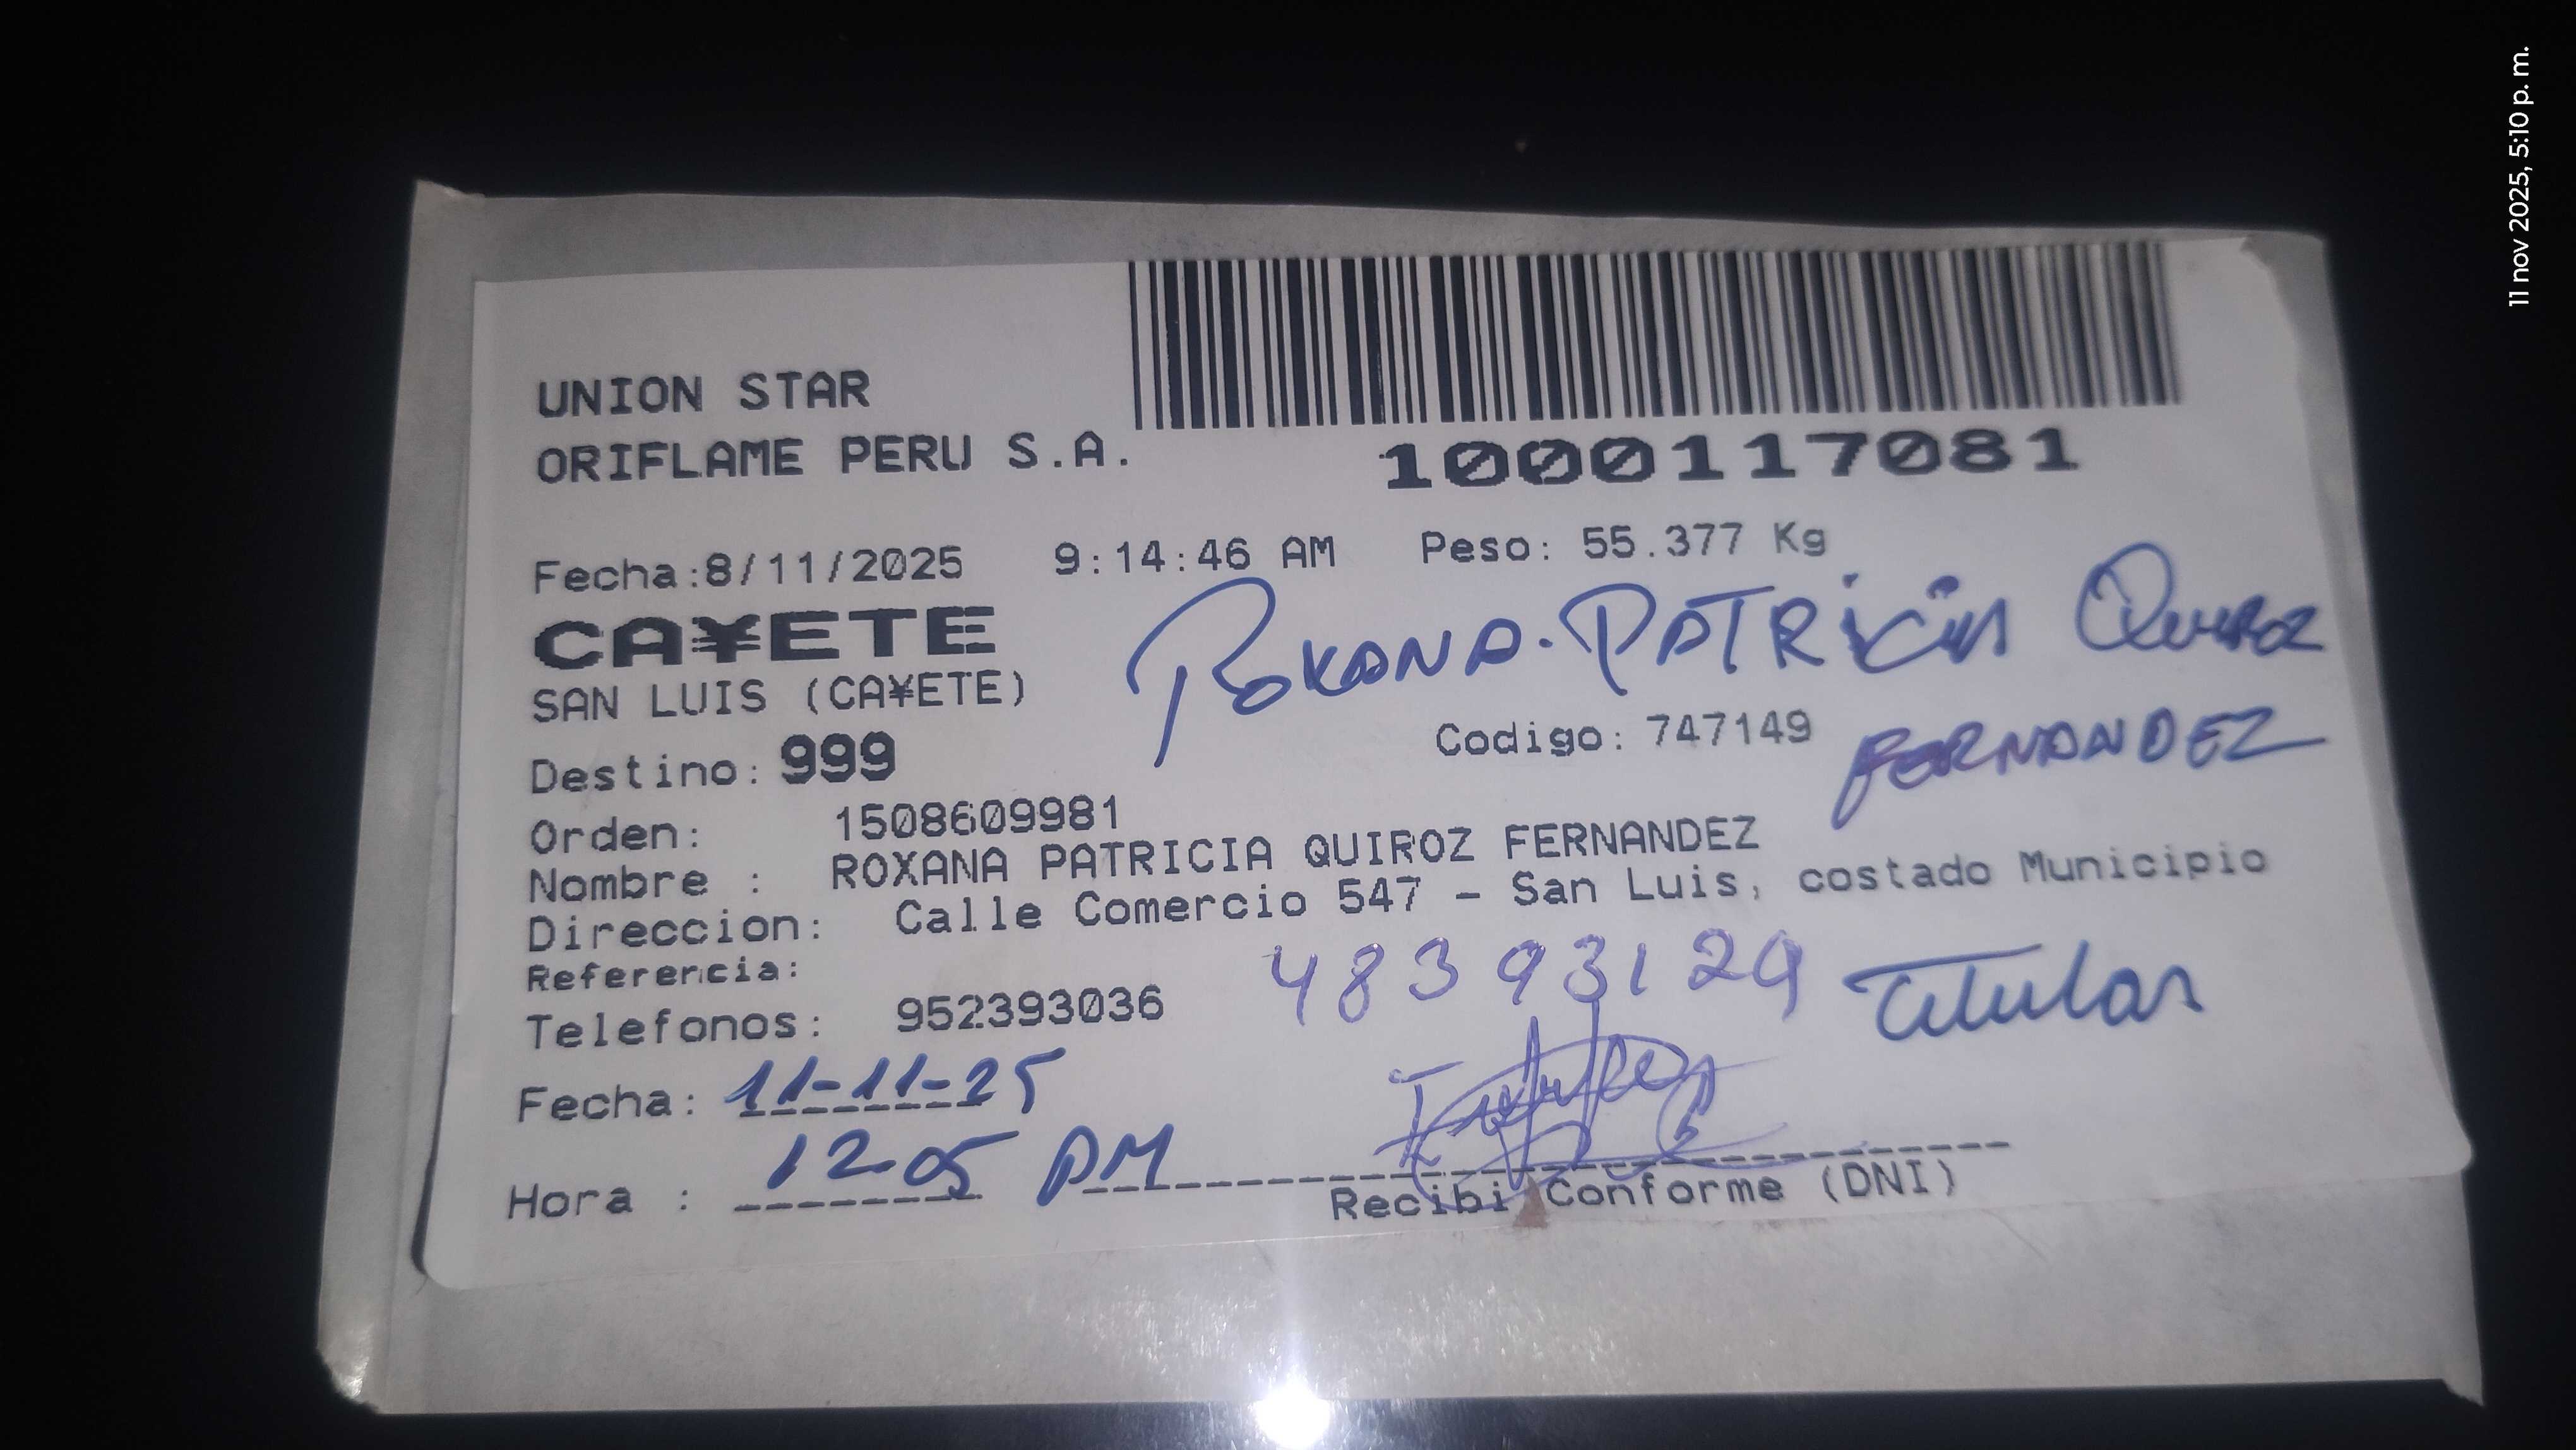 11 nov 2025, 5:10 p. m.
UNION STAR
ORIFLAME PERU S.A.
1000117081
Fecha:8/11/2025 9:14:46 AM Peso: 55.377 Kg
CA¥ETE
SAN LUIS (CA¥ETE)
ROXANA. PATRICIA QUIROZ
FERNANDEZ
Destino: 999 Codigo: 747149
Orden: 1508609981
Nombre : ROXANA PATRICIA QUIROZ FERNANDEZ
Direccion: Calle Comercio 547 - San Luis, costado Municipio
Referencia:
48393129 Titular
Telefonos: 952393036
Fecha: 11-11-25
Hora : 12.05 PM
Recibi Conforme (DNI)